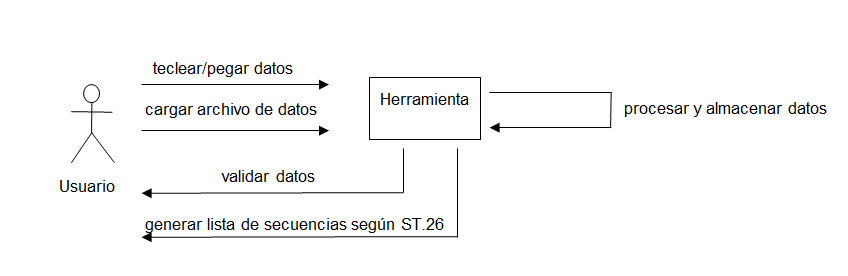 teclear/pegar datos
cargar archivo de datos
Herramienta
procesar y almacenar datos
Usuario
validar datos
generar lista de secuencias según ST.26